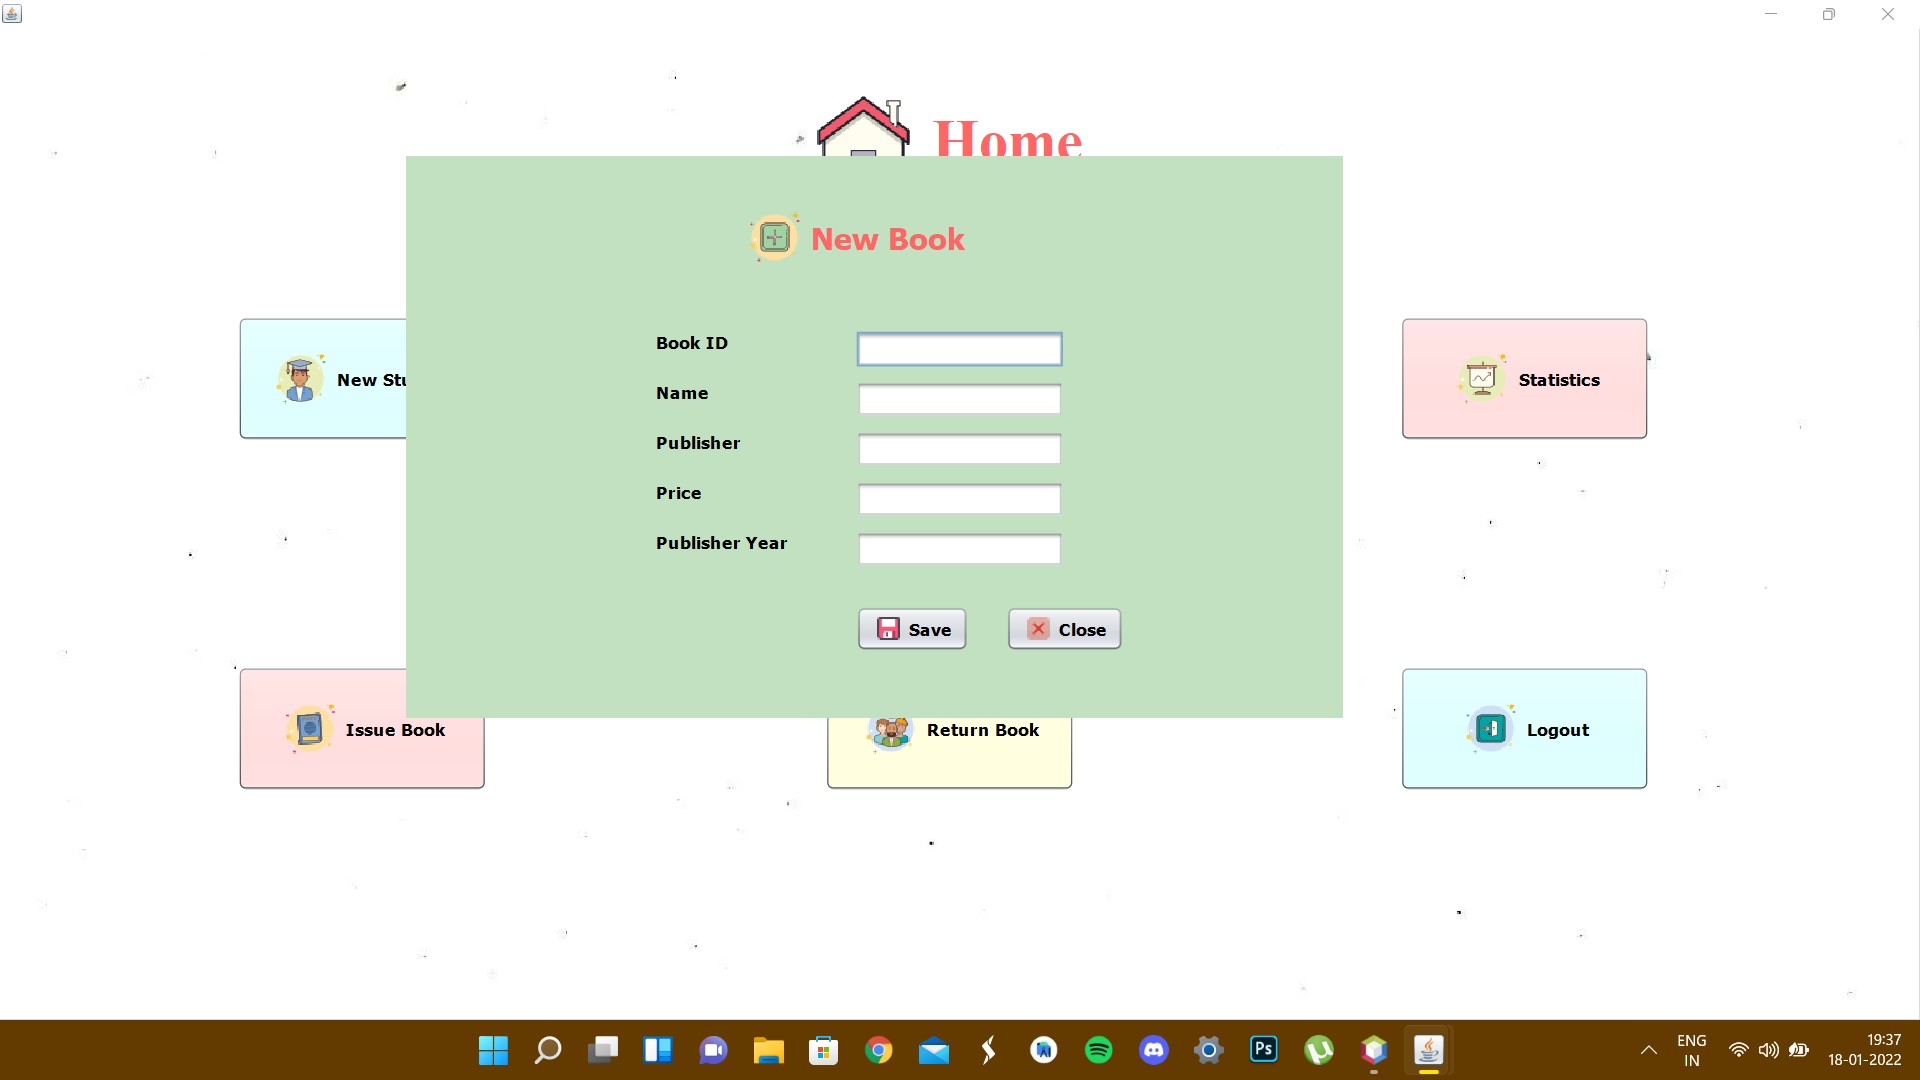 Home
New Book
Book ID
Name
Publisher
Price
Publisher Year
Save
Close
New Stu
Statistics
Issue Book
Return Book
Logout
Ps
ENG
IN
19:37
18-01-2022